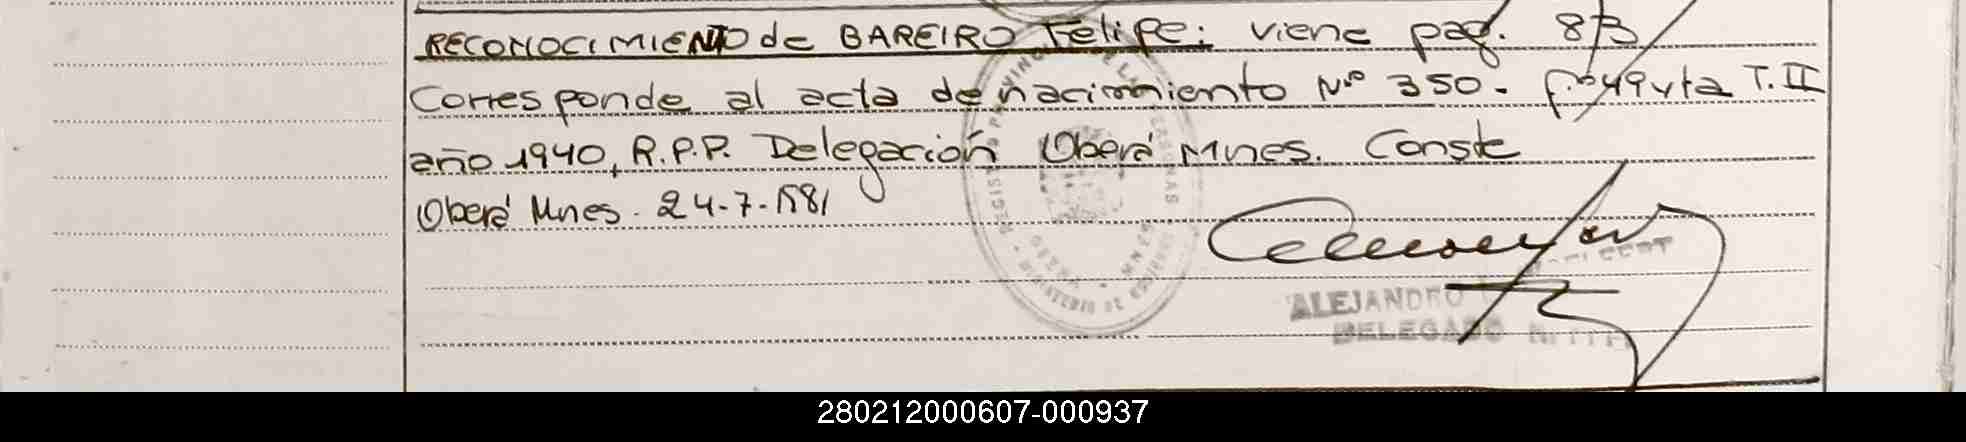 RECONOCIMIENTO de BAREIRO Felipe: viene pag. 83
Corresponde al acta de nacimiento Nº 350. Fº 49 vta T. II
año 1940, R.P.P. Delegación Oberá Mnes. Conste
Oberá Mnes. 24-7-1981
ALEJANDRO
DELEGADO
280212000607-000937